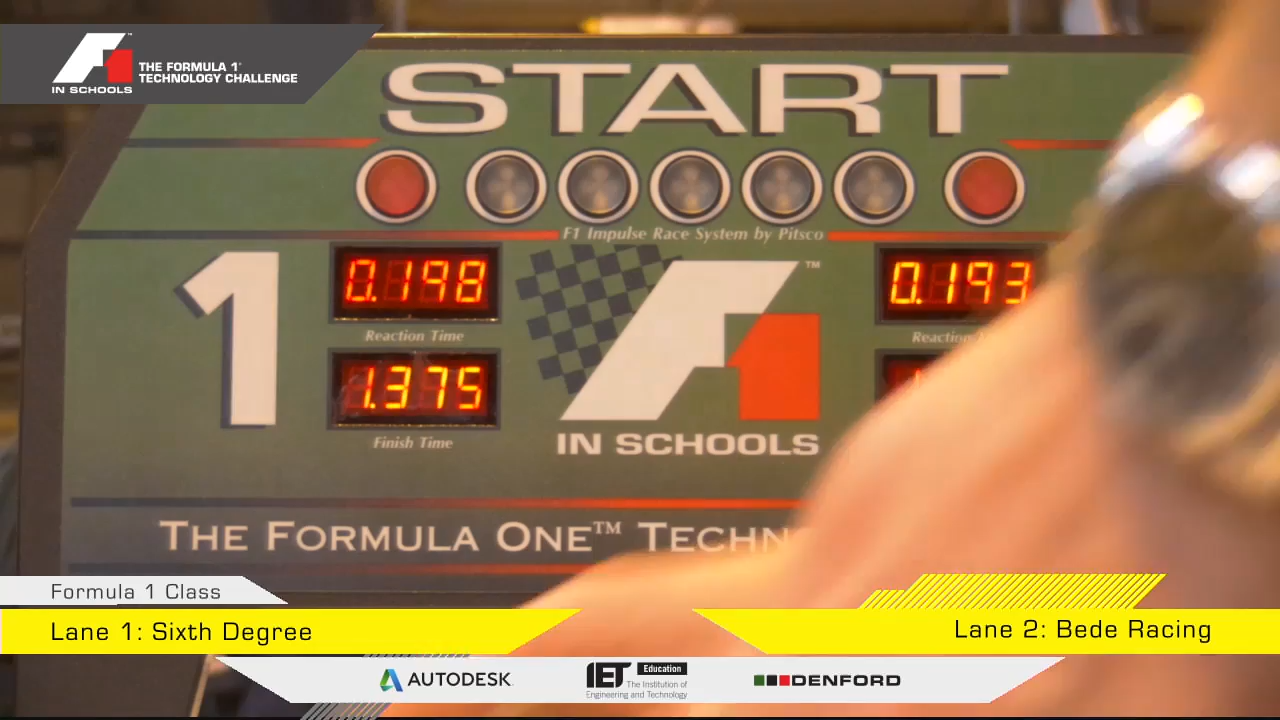 THE FORMULA 1®
TECHNOLOGY CHALLENGE
IN SCHOOLS
START
F1 Impulse Race System by Pitsco
1
0.198
0.193
™
Reaction Time
Reaction
1.375
Finish Time
IN SCHOOLS
THE FORMULA ONE™ TECHN
Formula 1 Class
Lane 1: Sixth Degree
Lane 2: Bede Racing
AUTODESK.
IET Education
The Institution of
Engineering and Technology
DENFORD